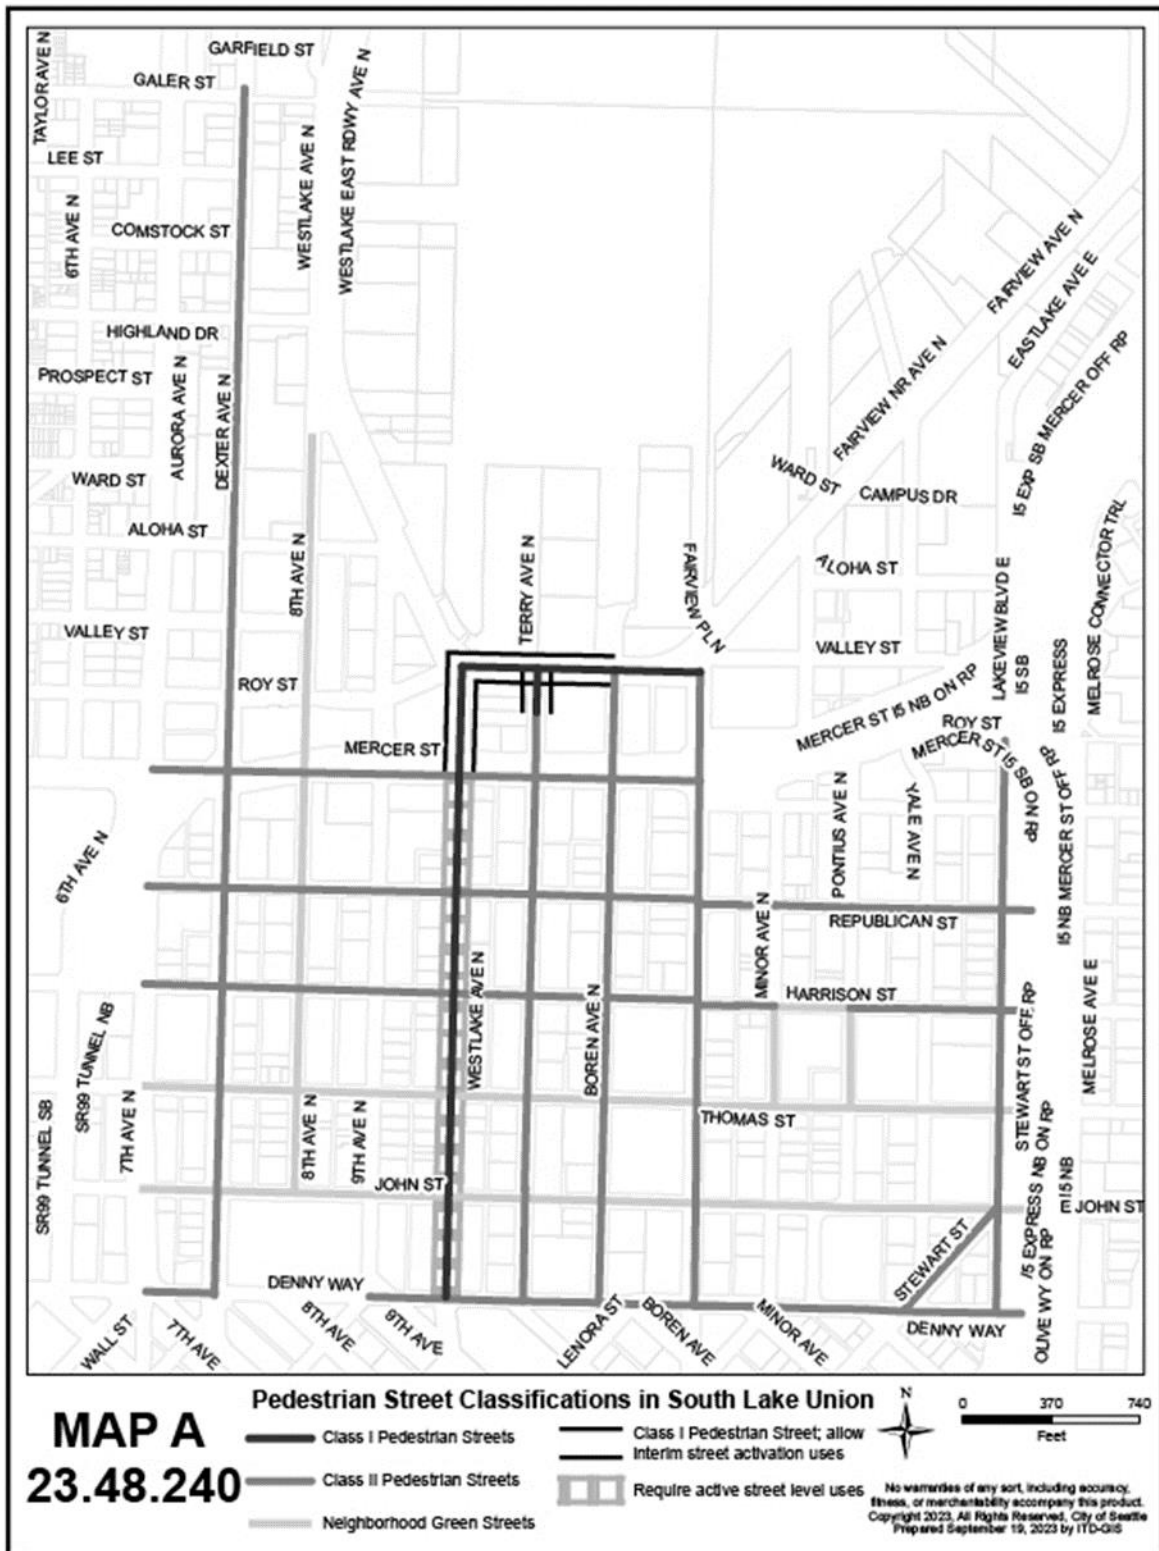 GARFIELD ST
GALER ST
TAYLOR AVE N
LEE ST
WESTLAKE AVE N
WESTLAKE EAST RDWY AVE N
6TH AVE N
COMSTOCK ST
FAIRVIEW AVE N
EASTLAKE AVE E
HIGHLAND DR
PROSPECT ST
AURORA AVE N
DEXTER AVE N
FAIRVIEW NR AVE N
I5 EXP SB MERCER OFF RP
WARD ST
WARD ST
CAMPUS DR
ALOHA ST
8TH AVE N
TERRY AVE N
FAIRVIEW PL N
ALOHA ST
LAKEVIEW BLVD E
MELROSE CONNECTOR TRL
VALLEY ST
VALLEY ST
I5 SB
I5 EXPRESS
ROY ST
MERCER ST I5 NB ON RP
ROY ST
MERCER ST
MERCER ST I5 SB ON RP
PONTIUS AVE N
YALE AVE N
I5 NB MERCER ST OFF RP
6TH AVE N
MINOR AVE N
REPUBLICAN ST
WESTLAKE AVE N
BOREN AVE N
HARRISON ST
MELROSE AVE E
SR99 TUNNEL NB
STEWART ST OFF RP
SR99 TUNNEL SB
7TH AVE N
8TH AVE N
9TH AVE N
THOMAS ST
JOHN ST
I5 EXPRESS NB ON RP
I5 NB
E JOHN ST
STEWART ST
DENNY WAY
OLIVE WY ON RP
WALL ST
7TH AVE
8TH AVE
9TH AVE
LENORA ST
BOREN AVE
MINOR AVE
DENNY WAY
MAP A
23.48.240
Pedestrian Street Classifications in South Lake Union
Class I Pedestrian Streets
Class II Pedestrian Streets
Neighborhood Green Streets
Class I Pedestrian Street; allow
Interim street activation uses
Require active street level uses
N
0 370 740
Feet
No warranties of any sort, including accuracy,
fitness, or merchantability accompany this product.
Copyright 2023, All Rights Reserved, City of Seattle
Prepared September 19, 2023 by ITD-GIS